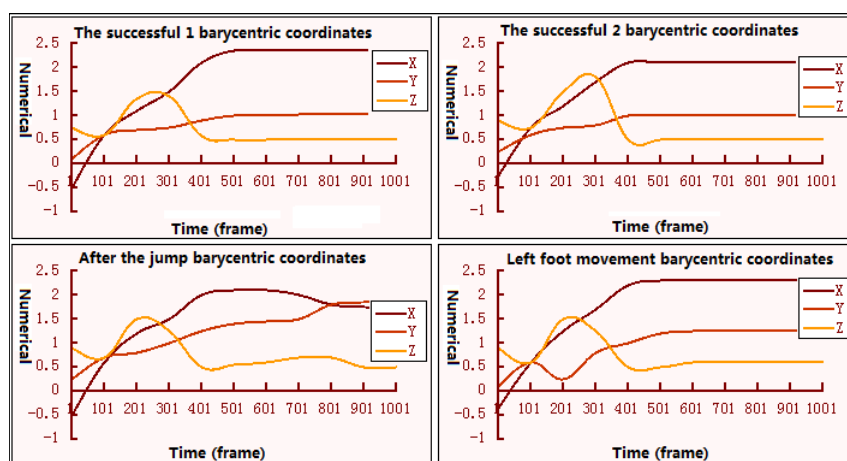 The successful 1 barycentric coordinates
2.5
2
1.5
1
0.5
0
-0.5
-1
Numerical
X
Y
Z
1 101 201 301 401 501 601 701 801 901 1001
Time (frame)
The successful 2 barycentric coordinates
2.5
2
1.5
1
0.5
0
-0.5
-1
Numerical
X
Y
Z
1 101 201 301 401 501 601 701 801 901 1001
Time (frame)
After the jump barycentric coordinates
2.5
2
1.5
1
0.5
0
-0.5
-1
Numerical
X
Y
Z
1 101 201 301 401 501 601 701 801 901 1001
Time (frame)
Left foot movement barycentric coordinates
2.5
2
1.5
1
0.5
0
-0.5
-1
Numerical
X
Y
Z
1 101 201 301 401 501 601 701 801 901 1001
Time (frame)